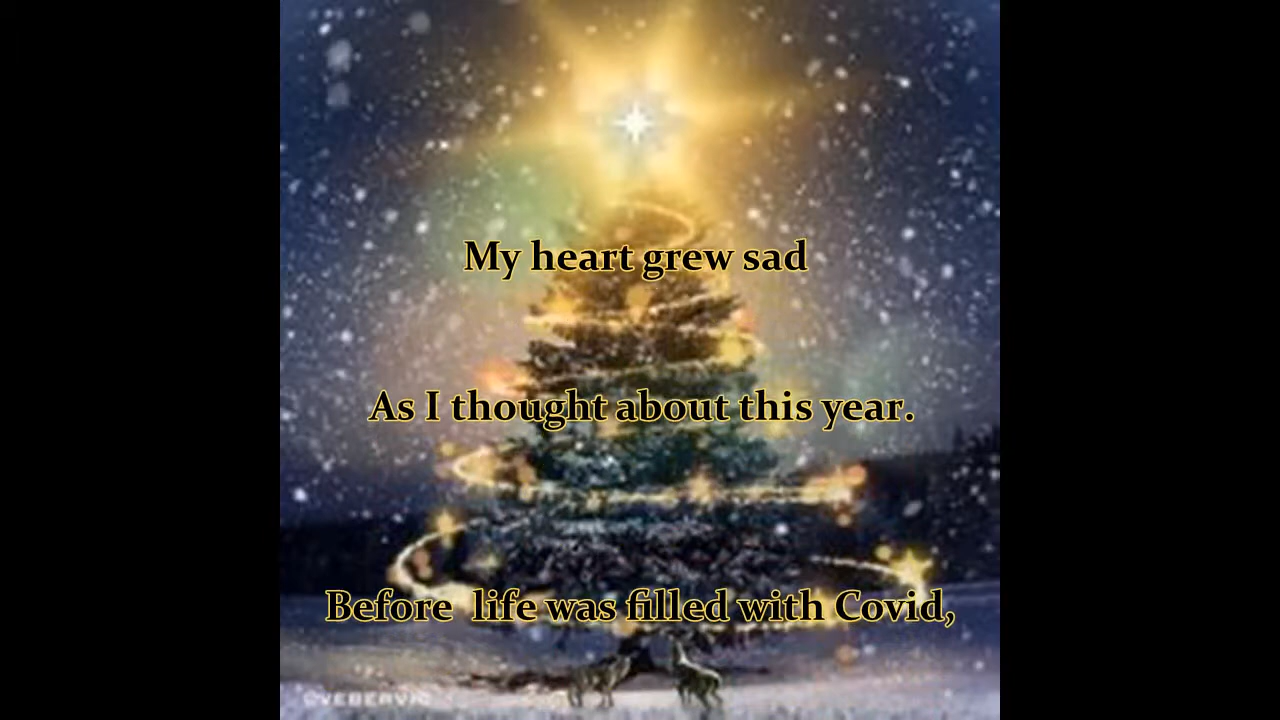 My heart grew sad
As I thought about this year.
Before life was filled with Covid,